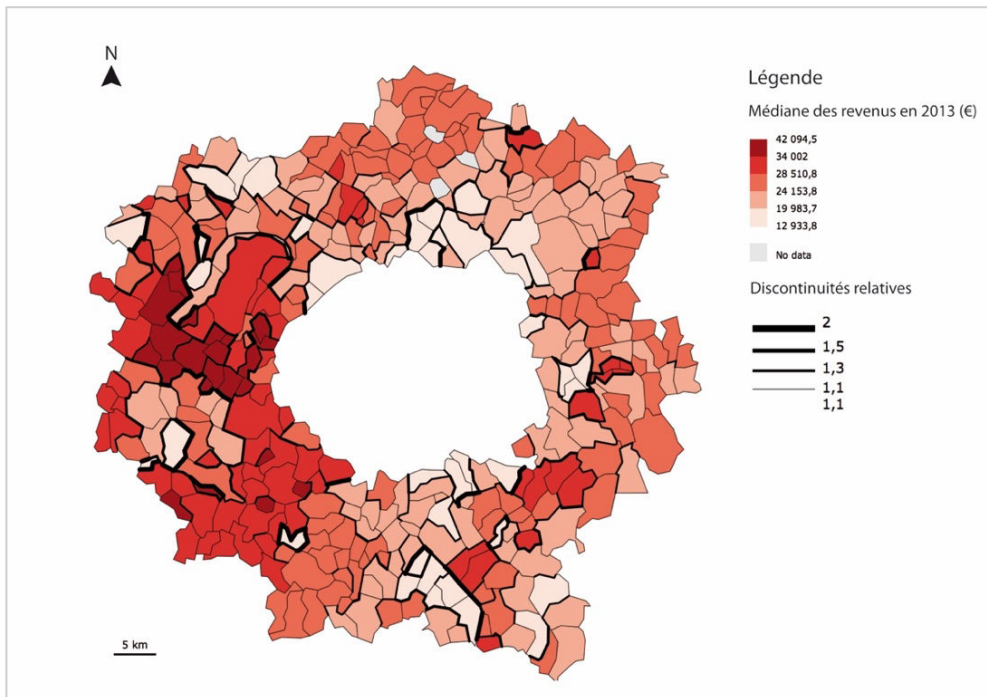 N
Légende
Médiane des revenus en 2013 (€)
42 094,5
34 002
28 510,8
24 153,8
19 983,7
12 933,8
No data
Discontinuités relatives
2
1,5
1,3
1,1
1,1
5 km